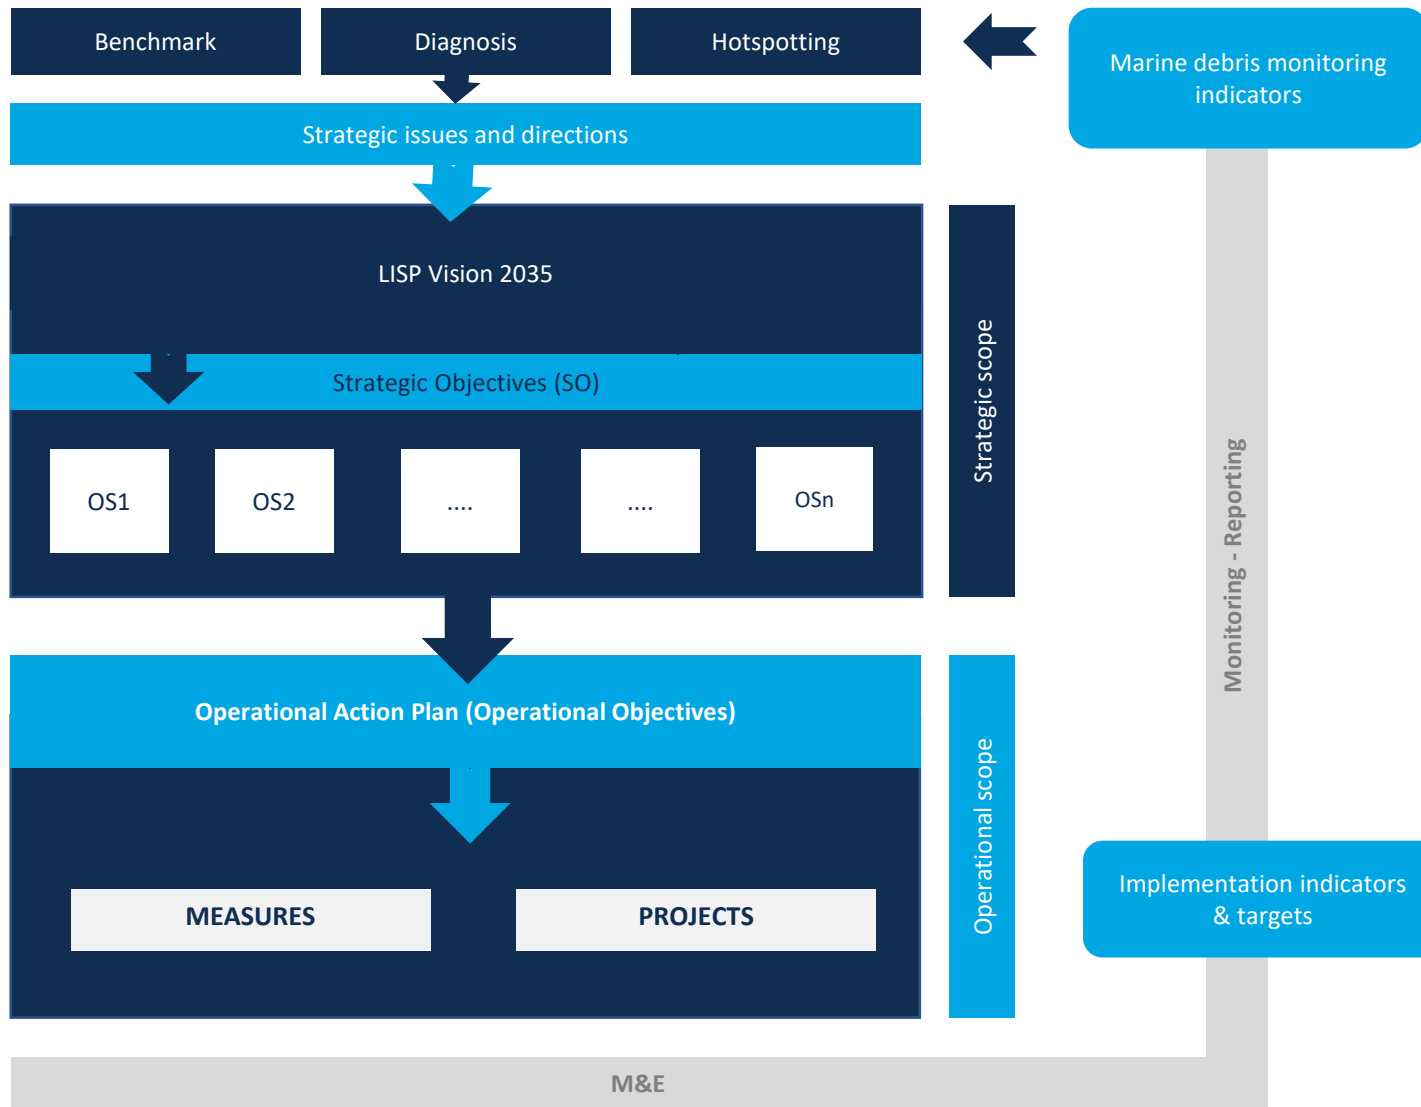 Benchmark
Diagnosis
Hotspotting
Marine debris monitoring
indicators
Strategic issues and directions
LISP Vision 2035
Strategic Objectives (SO)
OS1
OS2
....
....
OSn
Strategic scope
Monitoring - Reporting
Operational Action Plan (Operational Objectives)
MEASURES
PROJECTS
Operational scope
Implementation indicators
& targets
M&E